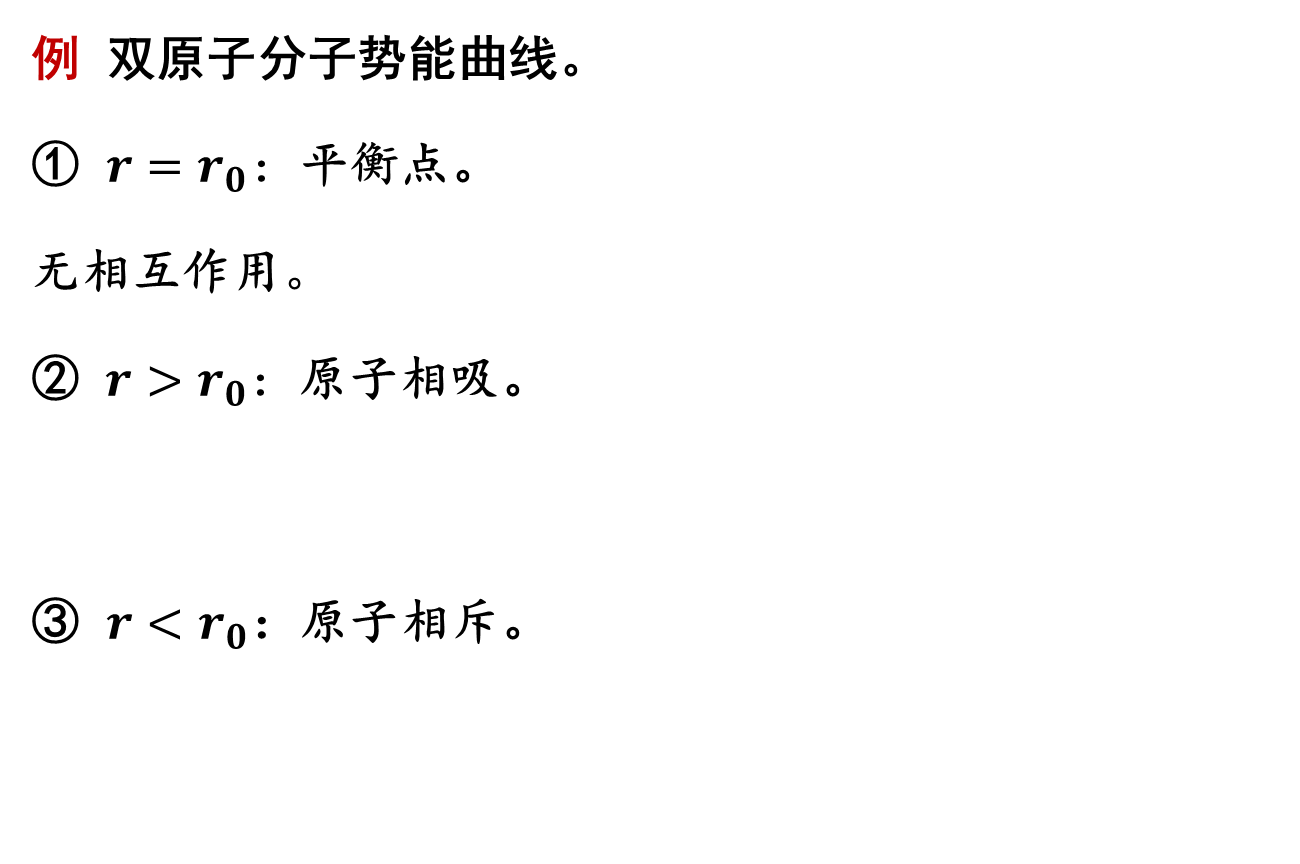 例 双原子分子势能曲线。
① r = r₀：平衡点。
无相互作用。
② r > r₀：原子相吸。
③ r < r₀：原子相斥。